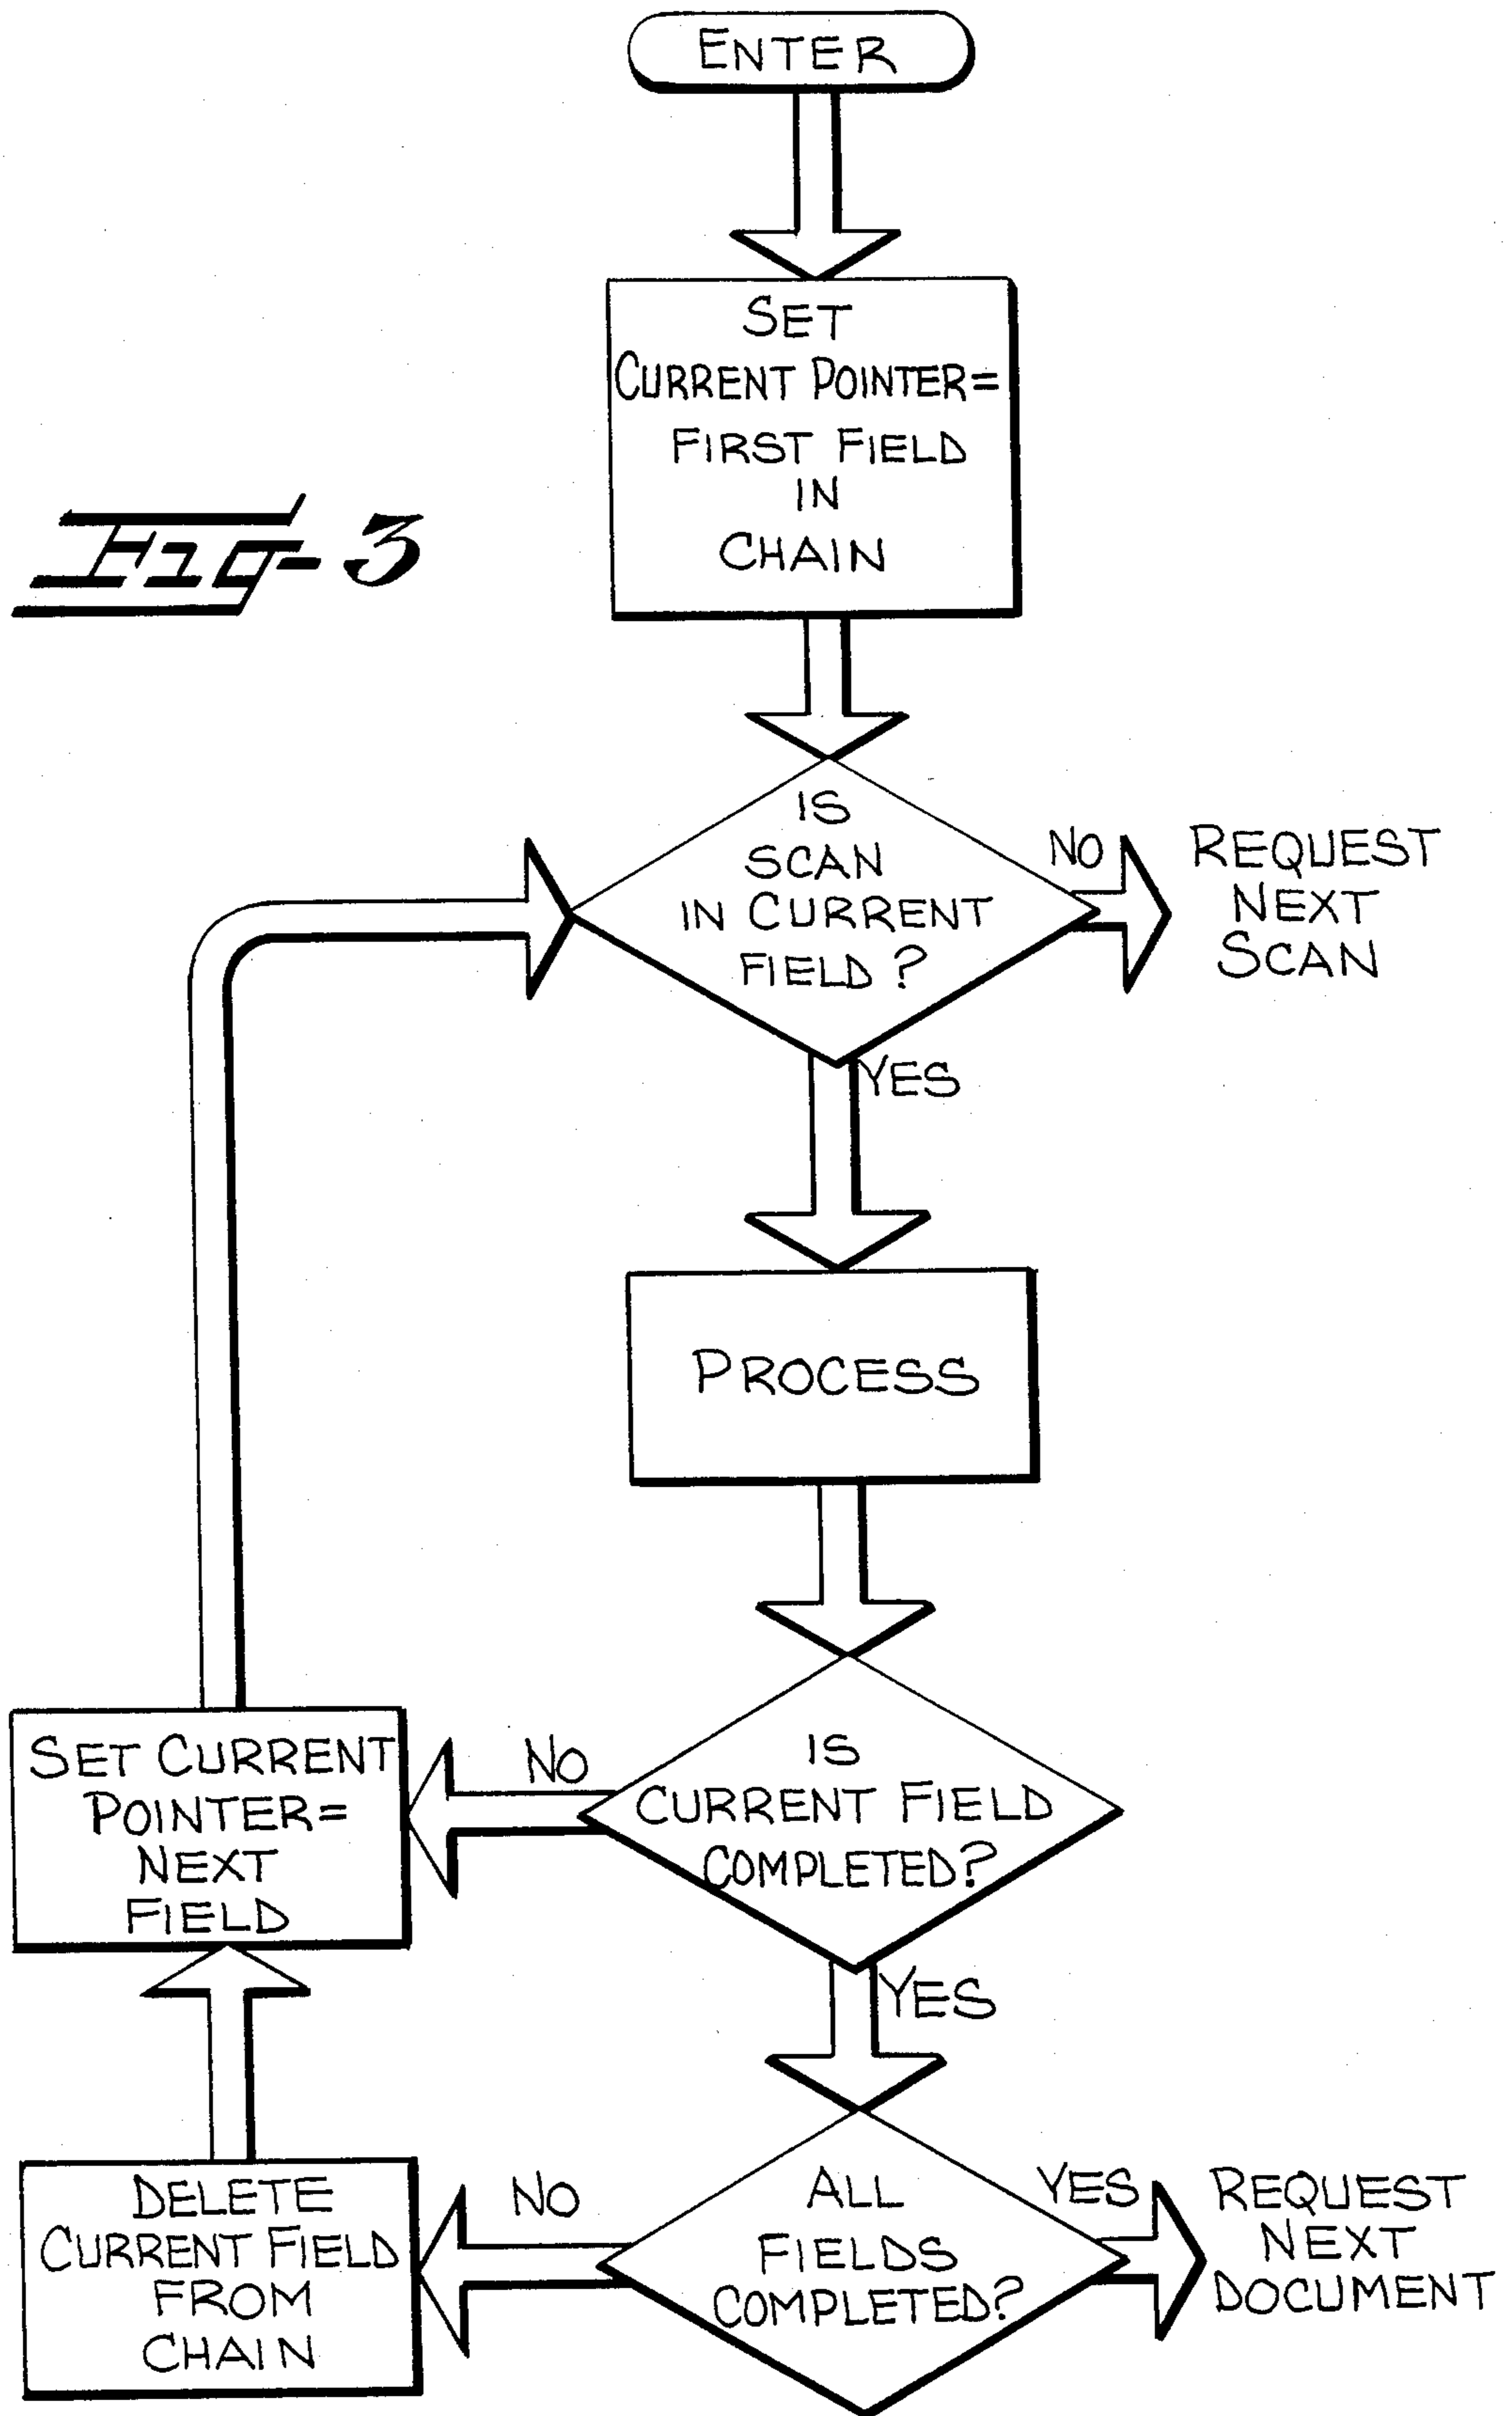 ENTER
SET
CURRENT POINTER=
FIRST FIELD
IN
CHAIN
Fig-3
IS
SCAN
IN CURRENT
FIELD?
NO
REQUEST
NEXT
SCAN
YES
PROCESS
IS
CURRENT FIELD
COMPLETED?
NO
SET CURRENT
POINTER=
NEXT
FIELD
YES
ALL
FIELDS
COMPLETED?
NO
DELETE
CURRENT FIELD
FROM
CHAIN
YES
REQUEST
NEXT
DOCUMENT